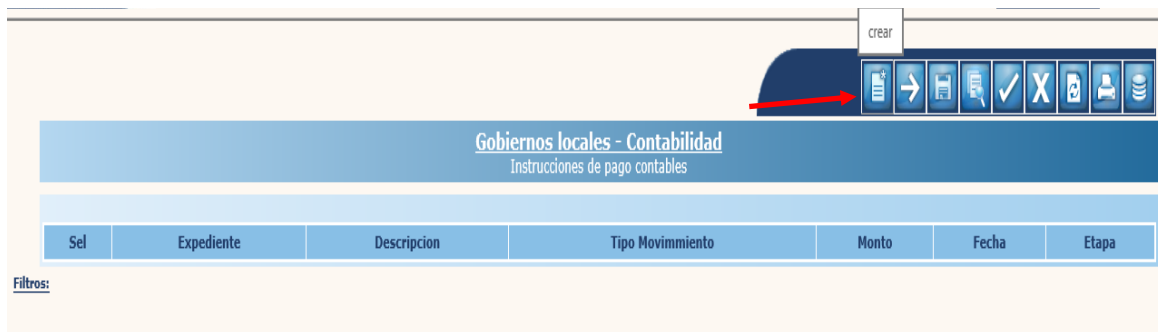 crear
Gobiernos locales - Contabilidad
Instrucciones de pago contables
Sel Expediente Descripcion Tipo Movimmiento Monto Fecha Etapa
Filtros: